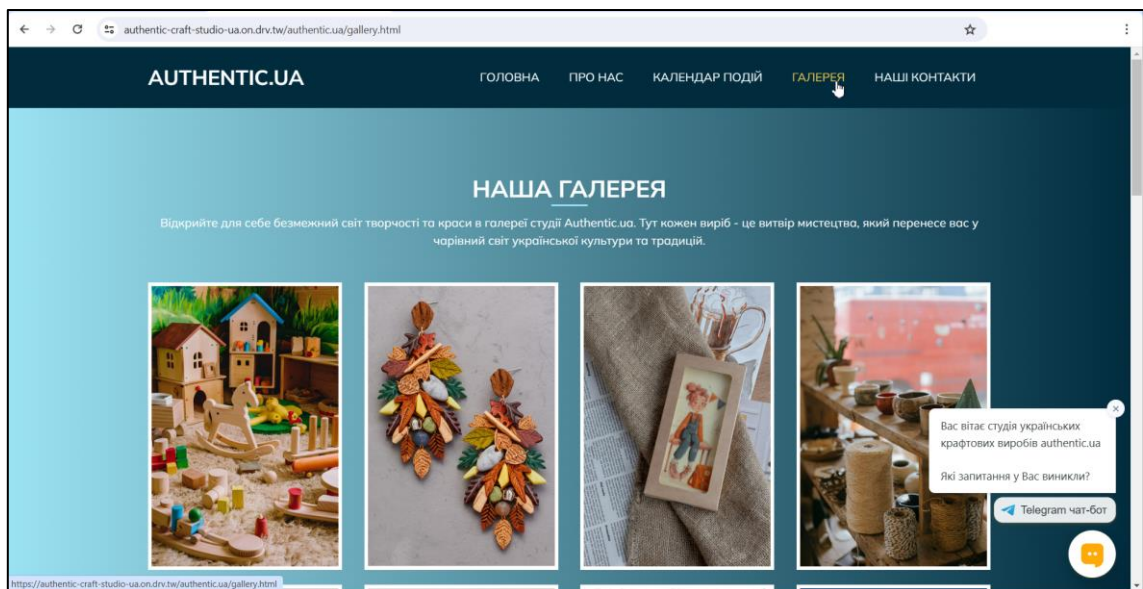 authentic-craft-studio-ua.on.drv.tw/authentic.ua/gallery.html
AUTHENTIC.UA
ГОЛОВНА
ПРО НАС
КАЛЕНДАР ПОДІЙ
ГАЛЕРЕЯ
НАШІ КОНТАКТИ
НАША ГАЛЕРЕЯ
Відкрийте для себе безмежний світ творчості та краси в галереї студії Authentic.ua. Тут кожен виріб - це витвір мистецтва, який перенесе вас у
чарівний світ української культури та традицій.
Вас вітає студія українських
крафтових виробів authentic.ua
Які запитання у Вас виникли?
Telegram чат-бот
https://authentic-craft-studio-ua.on.drv.tw/authentic.ua/gallery.html